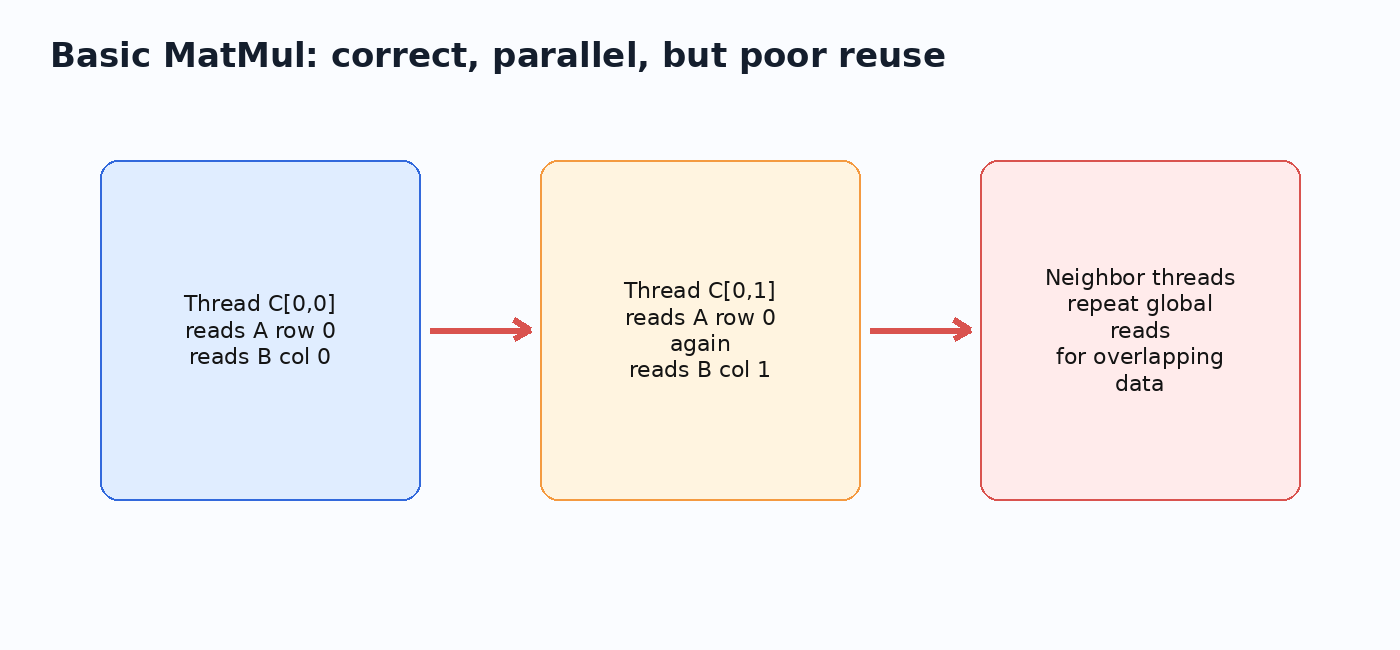 Basic MatMul: correct, parallel, but poor reuse
Thread C[0,0]
reads A row 0
reads B col 0
Thread C[0,1]
reads A row 0
again
reads B col 1
Neighbor threads
repeat global
reads
for overlapping
data